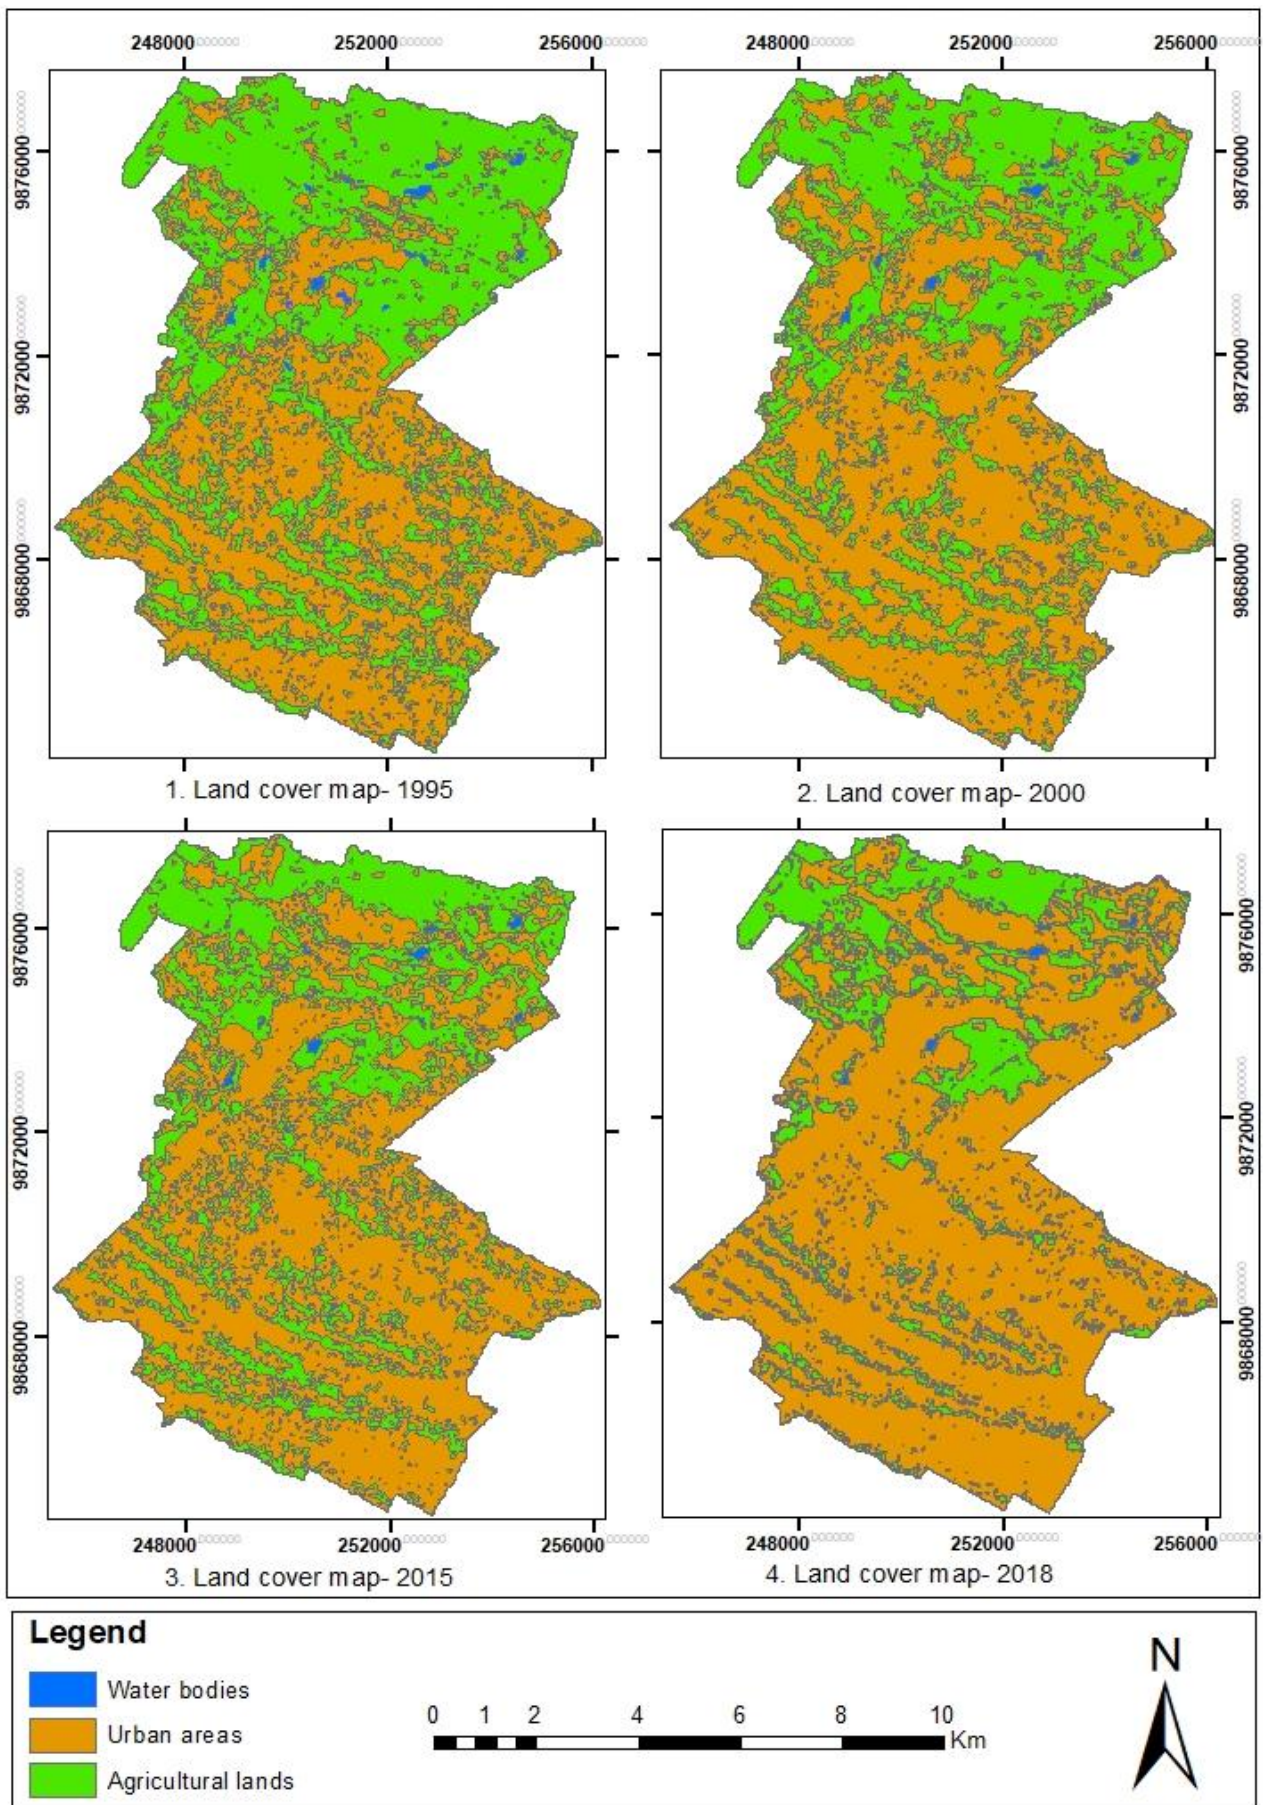 248000 252000 256000 248000 252000 256000
9876000
9872000
9868000
9876000
9872000
9868000
1. Land cover map- 1995
2. Land cover map- 2000
9876000
9872000
9868000
9876000
9872000
9868000
248000 252000 256000 248000 252000 256000
3. Land cover map- 2015
4. Land cover map- 2018
Legend
Water bodies
Urban areas
Agricultural lands
0 1 2 4 6 8 10
Km
N